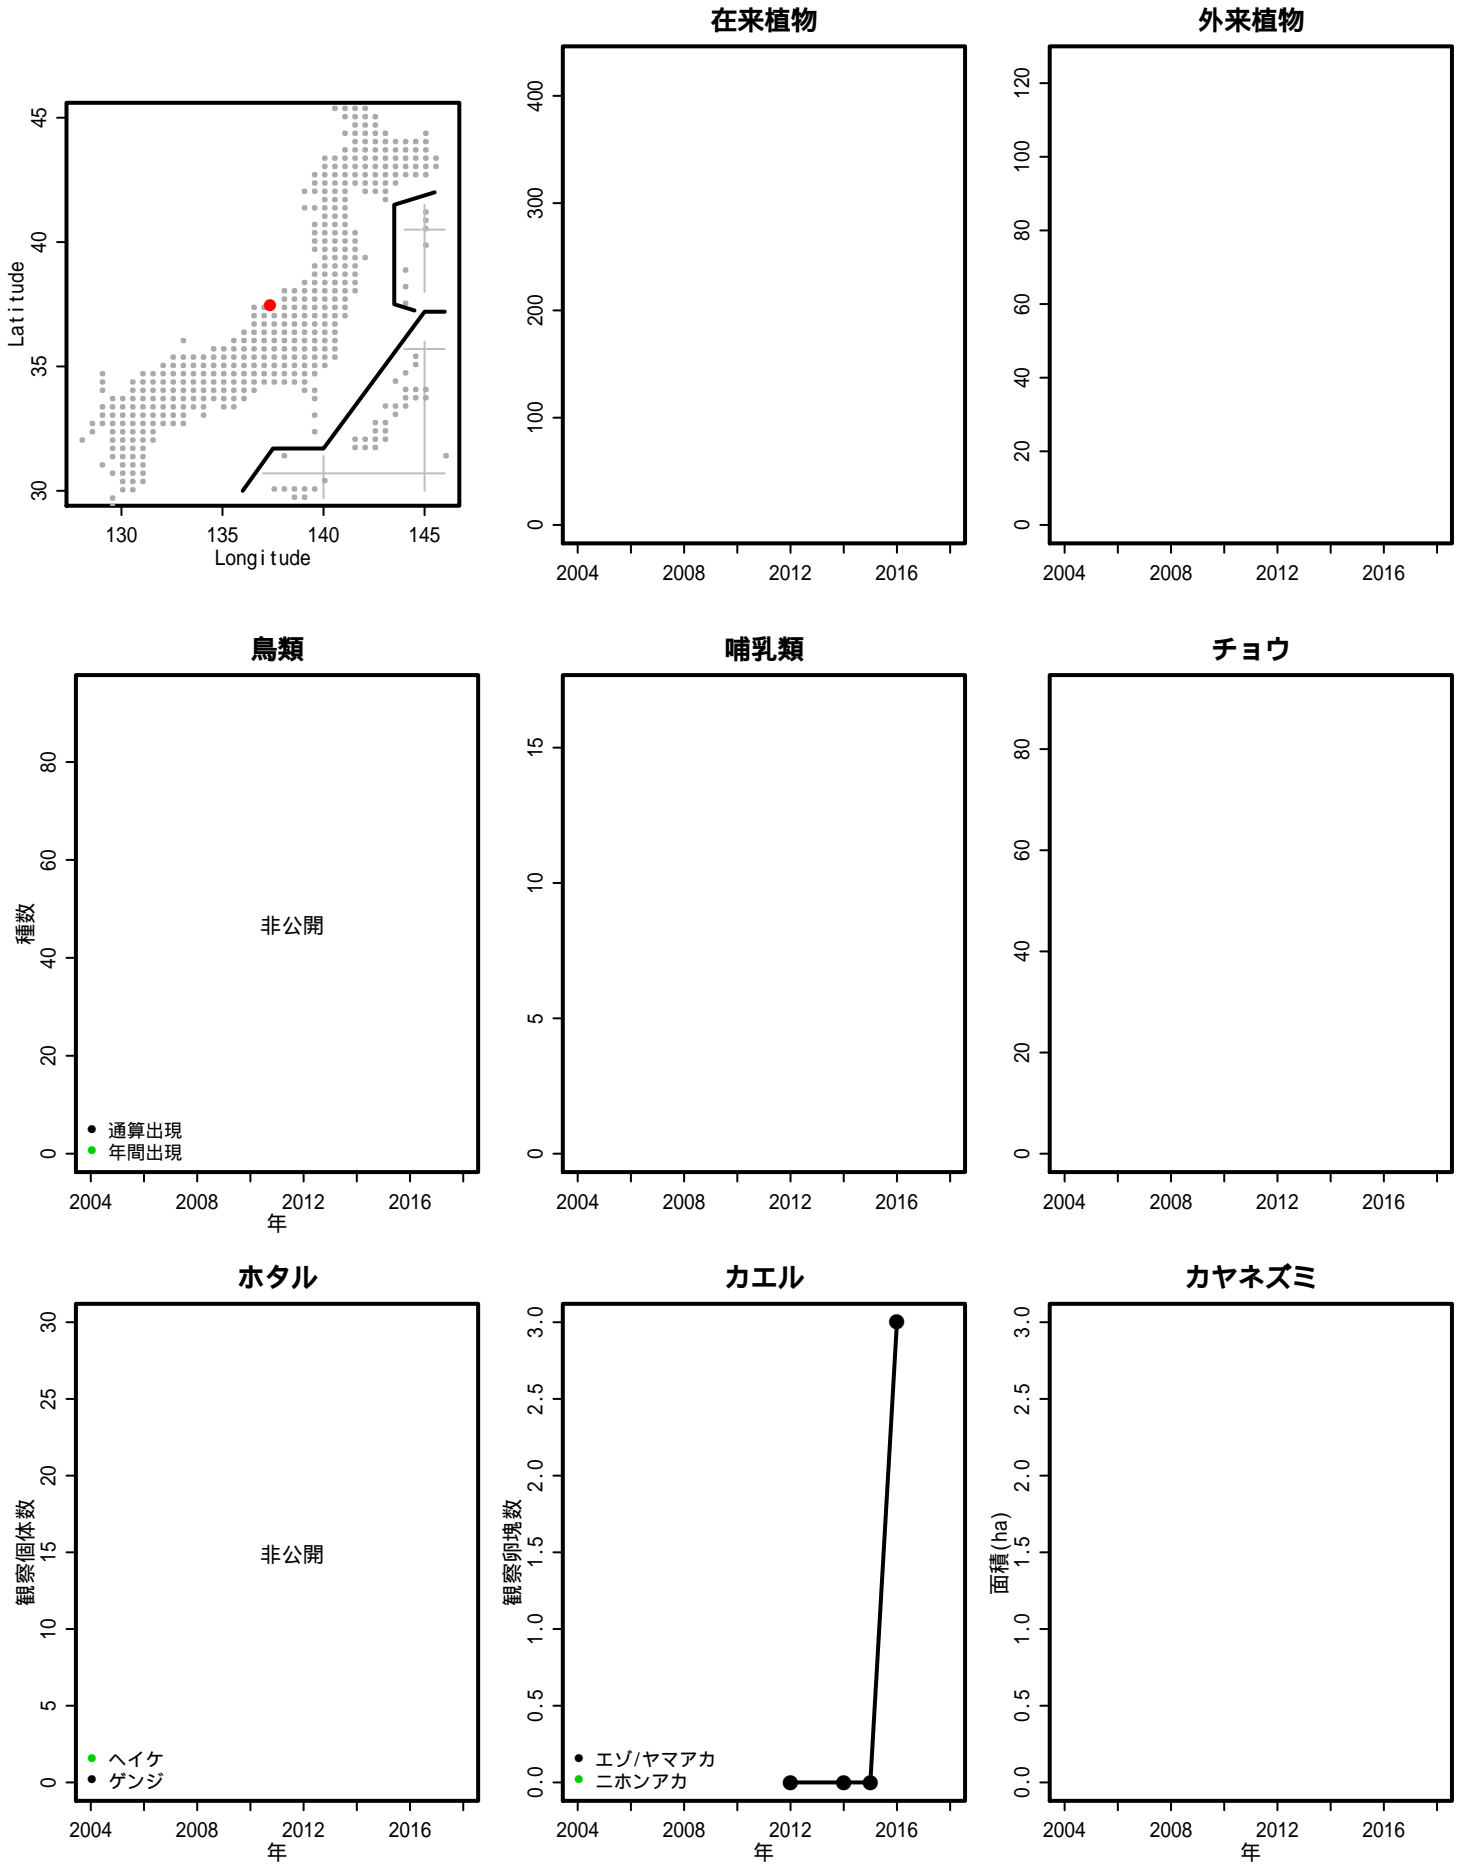 在来植物
外来植物
Latitude
45
40
35
30
130 135 140 145
Longitude
400
300
200
100
0
2004 2008 2012 2016
120
100
80
60
40
20
0
2004 2008 2012 2016
鳥類
哺乳類
チョウ
種数
80
60
40
20
0
非公開
通算出現
年間出現
2004 2008 2012 2016
年
15
10
5
0
2004 2008 2012 2016
80
60
40
20
0
2004 2008 2012 2016
ホタル
カエル
カヤネズミ
観察個体数
30
25
20
15
10
5
0
非公開
ヘイケ
ゲンジ
2004 2008 2012 2016
年
観察卵塊数
3.0
2.5
2.0
1.5
1.0
0.5
0.0
エゾ/ヤマアカ
ニホンアカ
2004 2008 2012 2016
年
面積(ha)
3.0
2.5
2.0
1.5
1.0
0.5
0.0
2004 2008 2012 2016
年